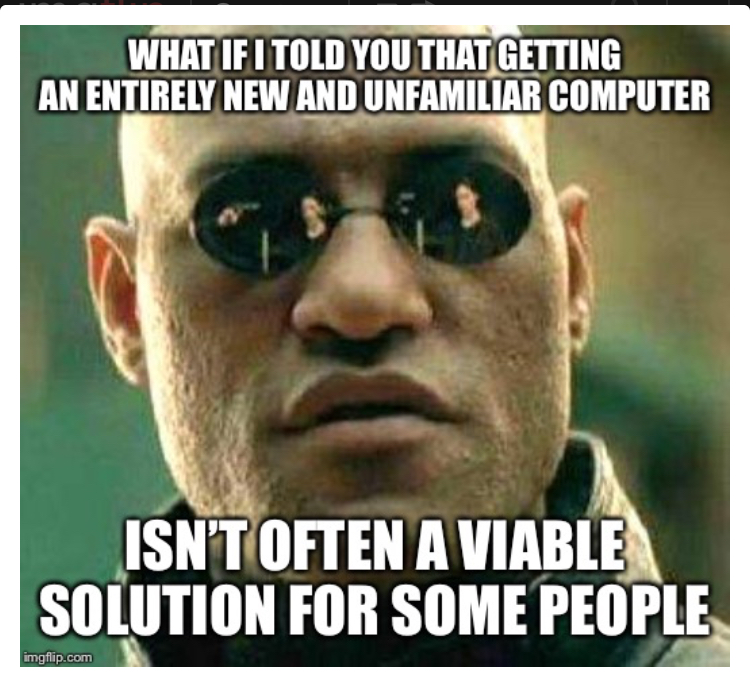 WHAT IF I TOLD YOU THAT GETTING
AN ENTIRELY NEW AND UNFAMILIAR COMPUTER
ISN'T OFTEN A VIABLE
SOLUTION FOR SOME PEOPLE
imgflip.com